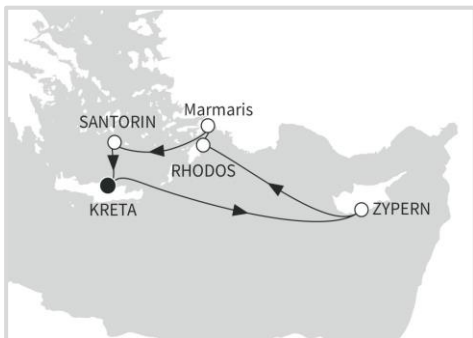 Marmaris
SANTORIN
RHODOS
KRETA
ZYPERN